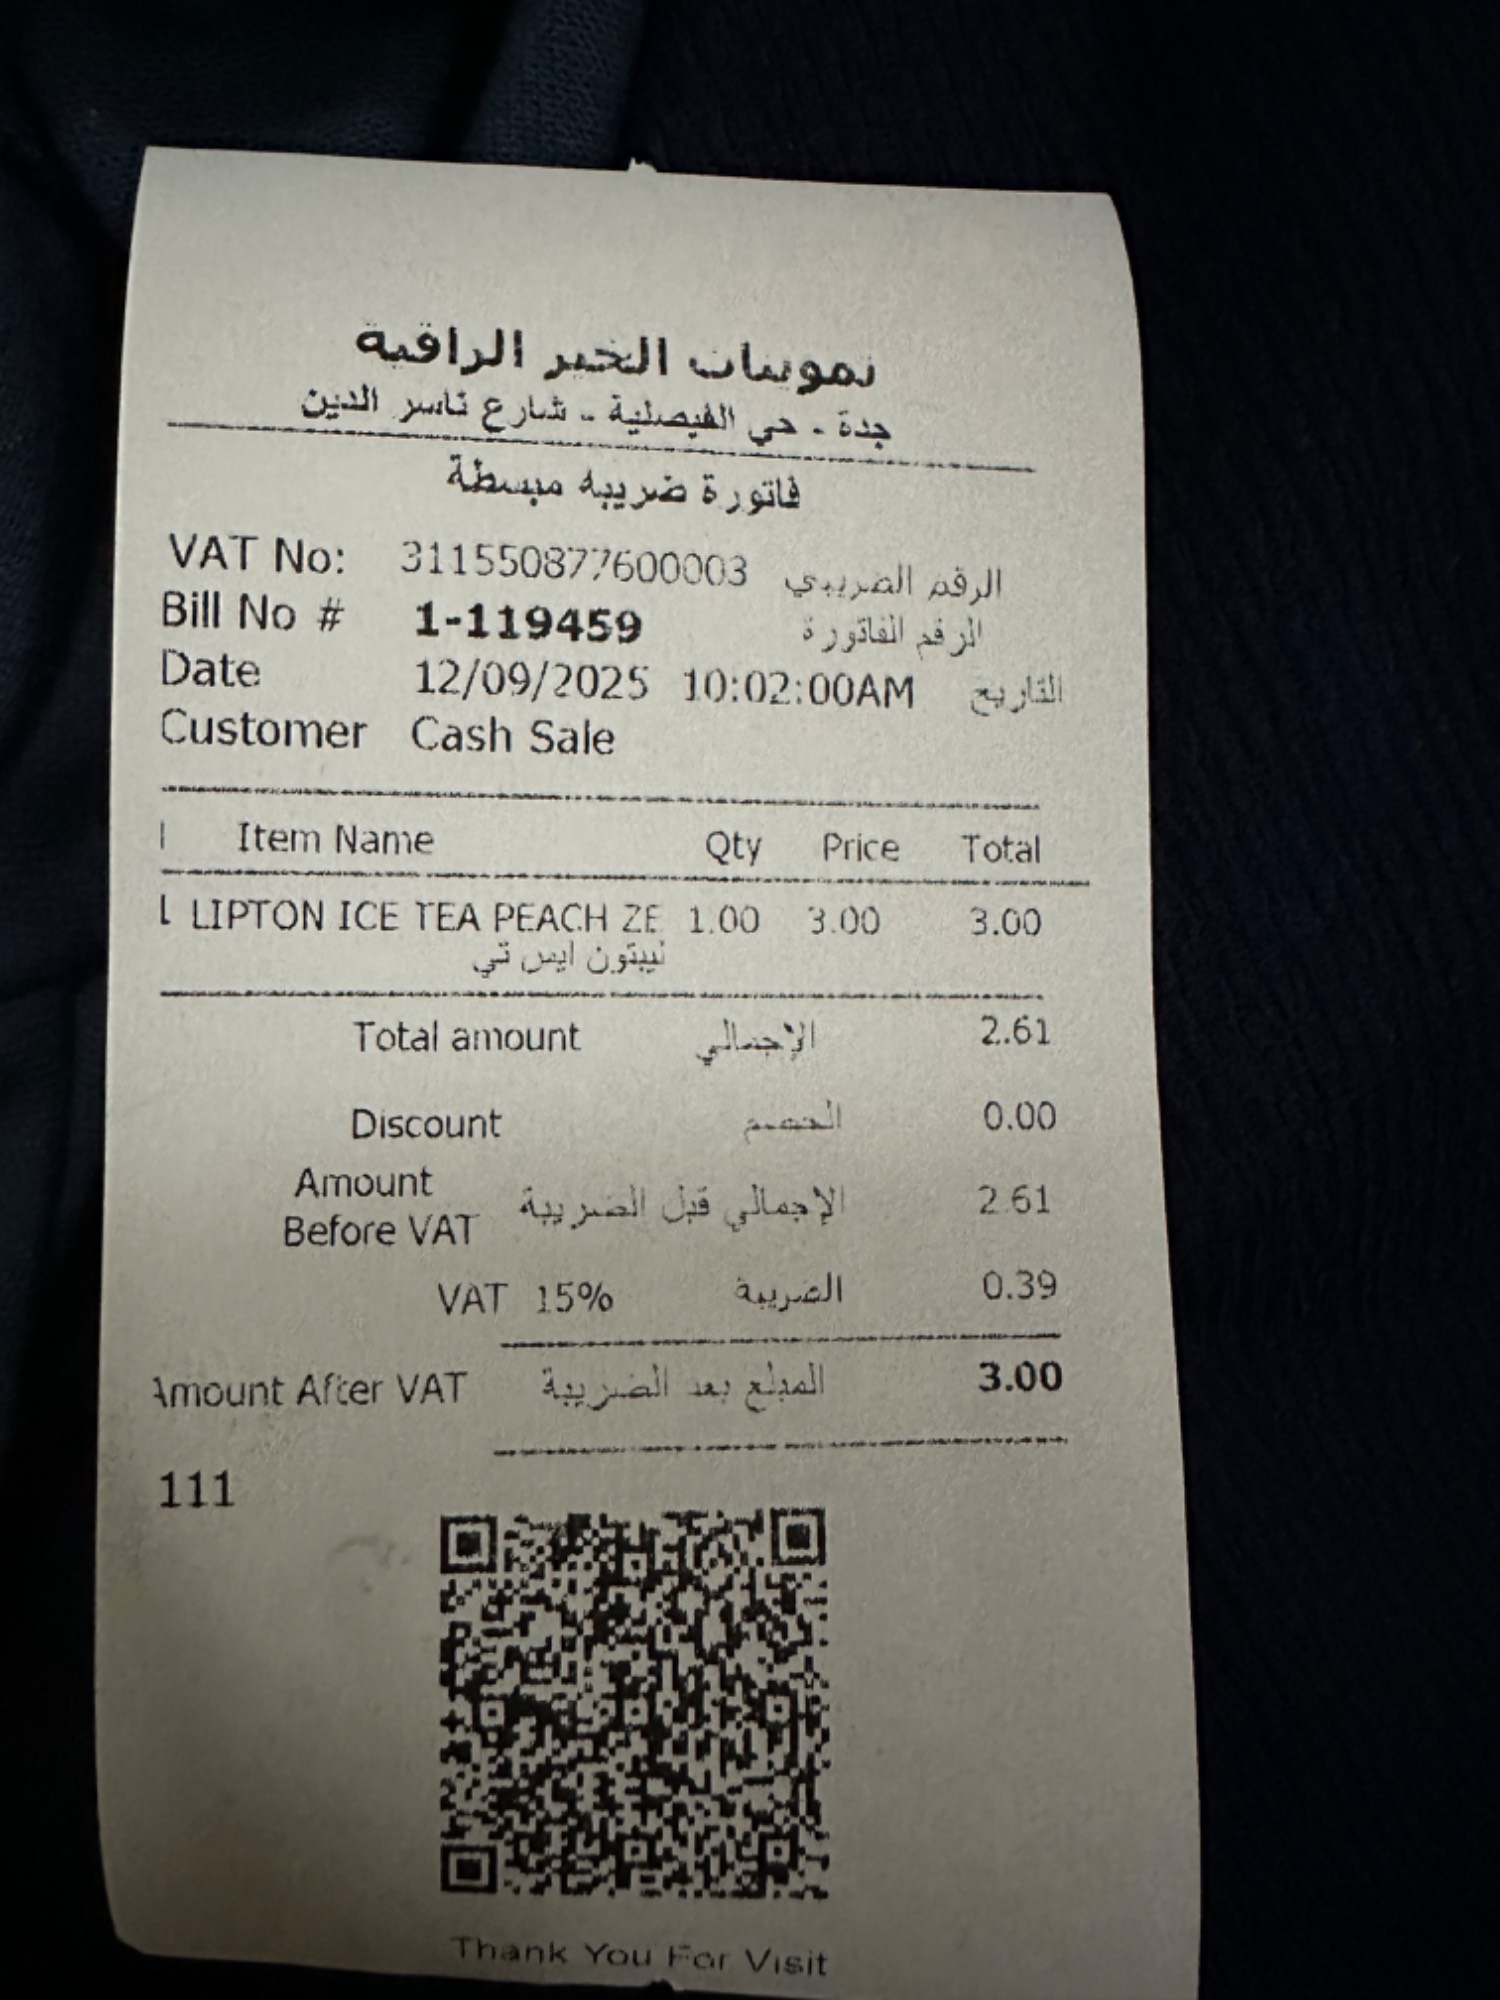 تموينات الخير الراقية
جدة - حي الفيصلية - شارع ناصر الدين
فاتورة ضريبه مبسطة
VAT No: 311550877600003 الرقم الضريبي
Bill No # 1-119459 الرقم الفاتورة
Date 12/09/2025 10:02:00AM التاريخ
Customer Cash Sale
Item Name Qty Price Total
LIPTON ICE TEA PEACH ZE 1.00 3.00 3.00
ليبتون ايس تي
Total amount الإجمالي 2.61
Discount الخصم 0.00
Amount Before VAT الإجمالي قبل الضريبة 2.61
VAT 15% الضريبة 0.39
Amount After VAT المبلغ بعد الضريبة 3.00
111
Thank You For Visit